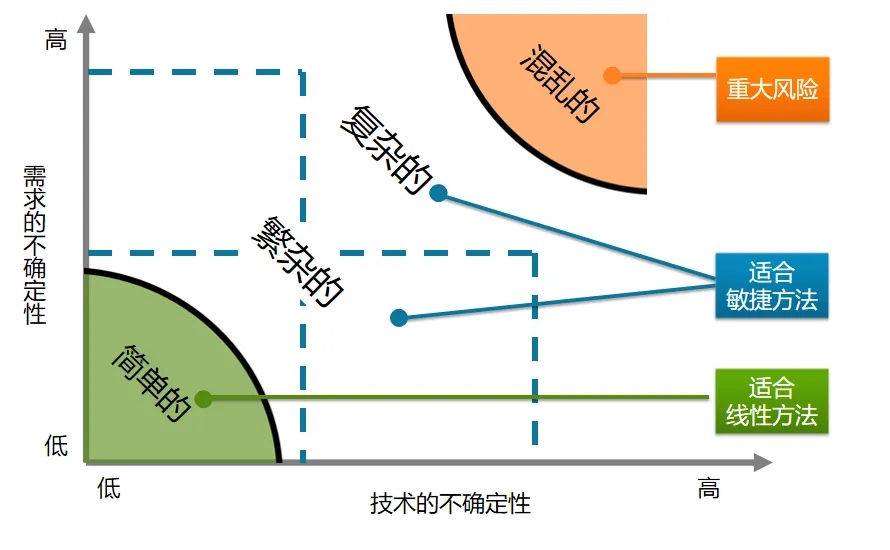 高
混乱的
重大风险
复杂的
需求的不确定性
繁杂的
适合
敏捷方法
简单的
适合
线性方法
低
低
技术的不确定性
高